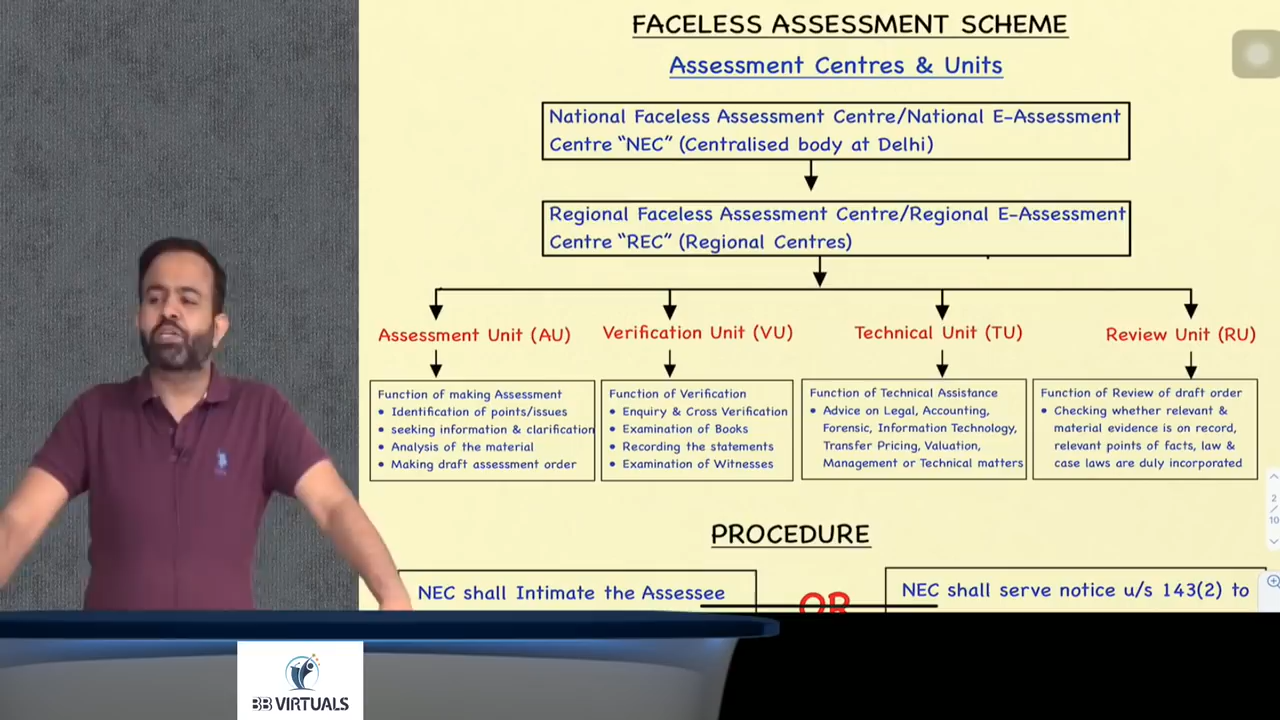 FACELESS ASSESSMENT SCHEME
Assessment Centres & Units
National Faceless Assessment Centre/National E-Assessment
Centre “NEC” (Centralised body at Delhi)
Regional Faceless Assessment Centre/Regional E-Assessment
Centre “REC” (Regional Centres)
Assessment Unit (AU)
Function of making Assessment
• Identification of points/issues
• seeking information & clarification
• Analysis of the material
• Making draft assessment order
Verification Unit (VU)
Function of Verification
• Enquiry & Cross Verification
• Examination of Books
• Recording the statements
• Examination of Witnesses
Technical Unit (TU)
Function of Technical Assistance
• Advice on Legal, Accounting,
Forensic, Information Technology,
Transfer Pricing, Valuation,
Management or Technical matters
Review Unit (RU)
Function of Review of draft order
• Checking whether relevant &
material evidence is on record,
relevant points of facts, law &
case laws are duly incorporated
2
/
10
PROCEDURE
NEC shall Intimate the Assessee
OR
NEC shall serve notice u/s 143(2) to
BB VIRTUALS